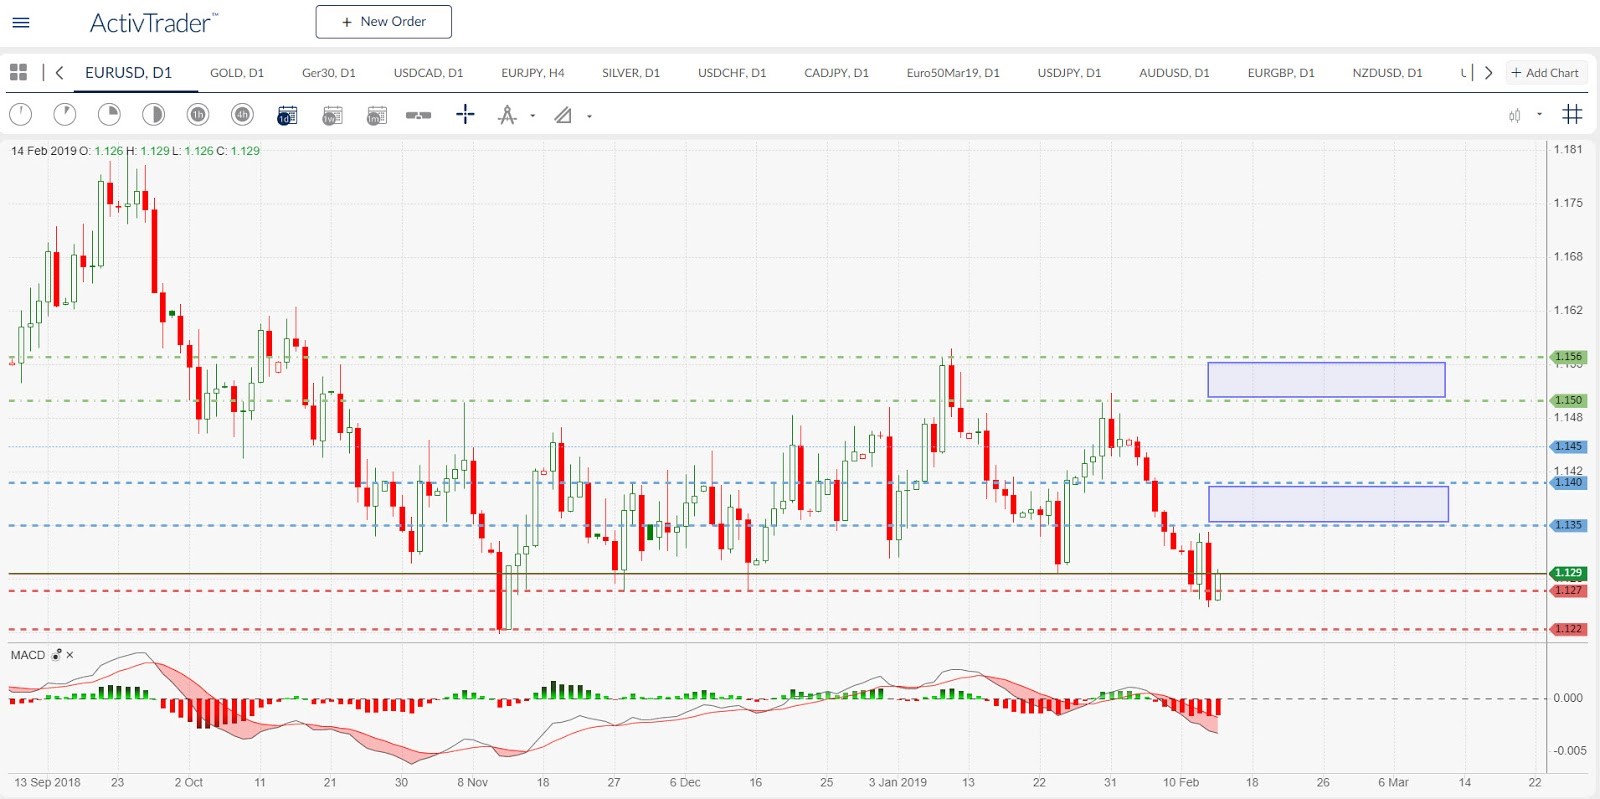 ActivTrader™
+ New Order
EURUSD, D1 GOLD, D1 Ger30, D1 USDCAD, D1 EURJPY, H4 SILVER, D1 USDCHF, D1 CADJPY, D1 Euro50Mar19, D1 USDJPY, D1 AUDUSD, D1 EURGBP, D1 NZDUSD, D1 + Add Chart
1h 4h 1d 1w 1m
14 Feb 2019 O: 1.126 H: 1.129 L: 1.126 C: 1.129
1.181
1.175
1.168
1.162
1.156
1.150
1.148
1.145
1.142
1.140
1.135
1.129
1.127
1.122
MACD
0.000
-0.005
13 Sep 2018 23 2 Oct 11 21 30 8 Nov 18 27 6 Dec 16 25 3 Jan 2019 13 22 31 10 Feb 18 26 6 Mar 14 22